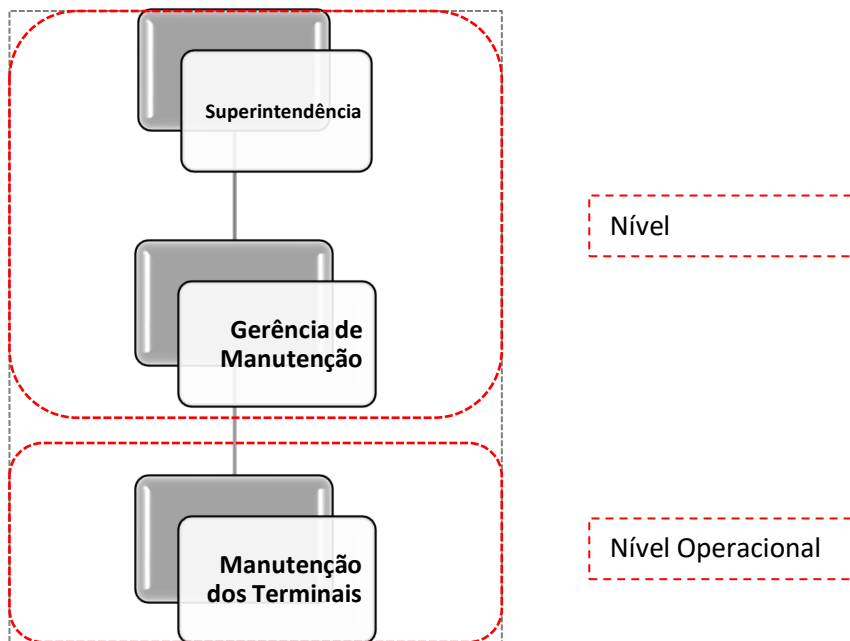 Superintendência
Nível
Gerência de
Manutenção
Nível Operacional
Manutenção
dos Terminais